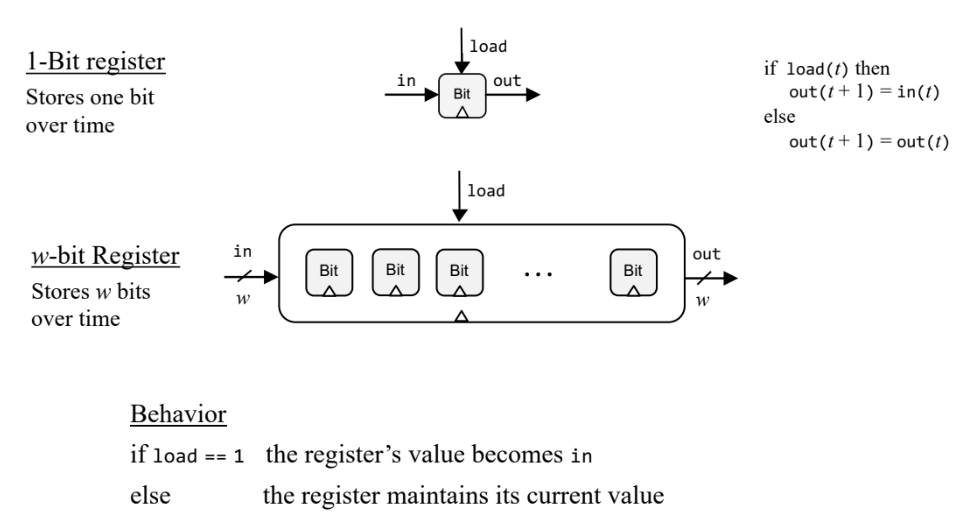 1-Bit register
Stores one bit
over time
load
in
Bit
out
if load(t) then
out(t + 1) = in(t)
else
out(t + 1) = out(t)
load
w-bit Register
Stores w bits
over time
in
w
Bit
Bit
Bit
...
Bit
out
w
Behavior
if load == 1 the register's value becomes in
else the register maintains its current value